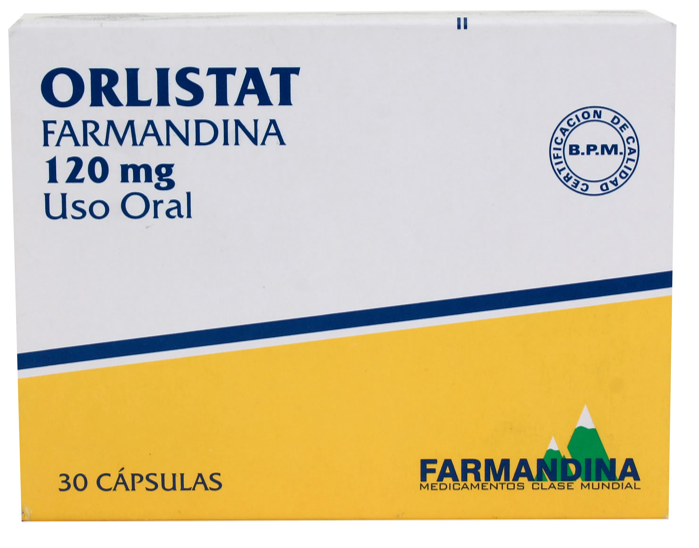 ORLISTAT
FARMANDINA
120 mg
Uso Oral
CERTIFICACION DE CALIDAD
B.P.M.
30 CÁPSULAS
FARMANDINA
MEDICAMENTOS CLASE MUNDIAL